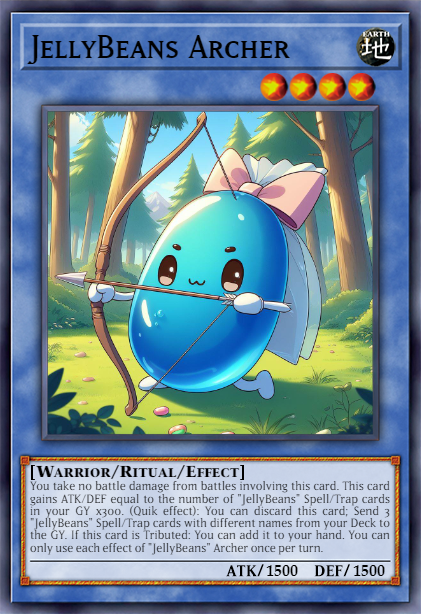 JellyBeans Archer
EARTH
地
[Warrior/Ritual/Effect]
You take no battle damage from battles involving this card. This card
gains ATK/DEF equal to the number of "JellyBeans" Spell/Trap cards
in your GY x300. (Quik effect): You can discard this card; Send 3
"JellyBeans" Spell/Trap cards with different names from your Deck to
the GY. If this card is Tributed: You can add it to your hand. You can
only use each effect of "JellyBeans" Archer once per turn.
ATK/1500 DEF/1500